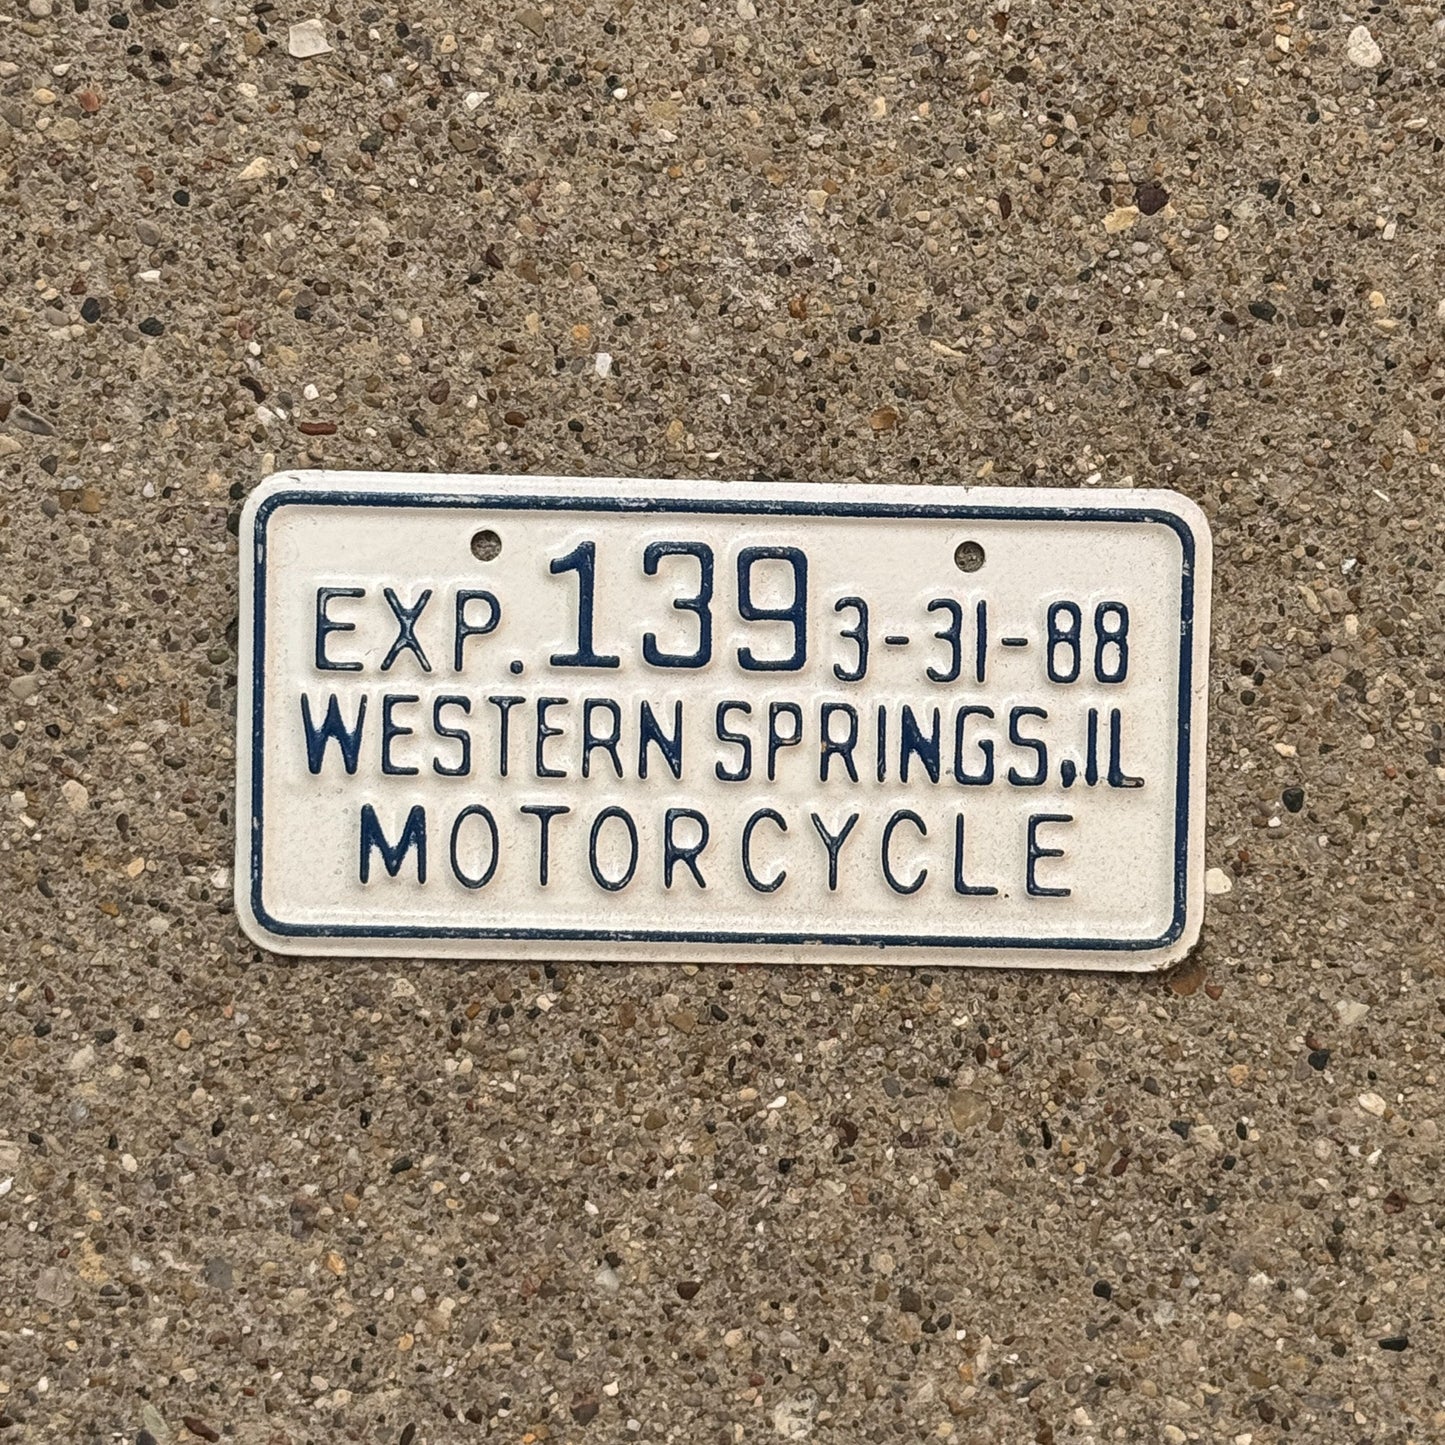 EXP. 139 3-31-88
WESTERN SPRINGS, IL
MOTORCYCLE